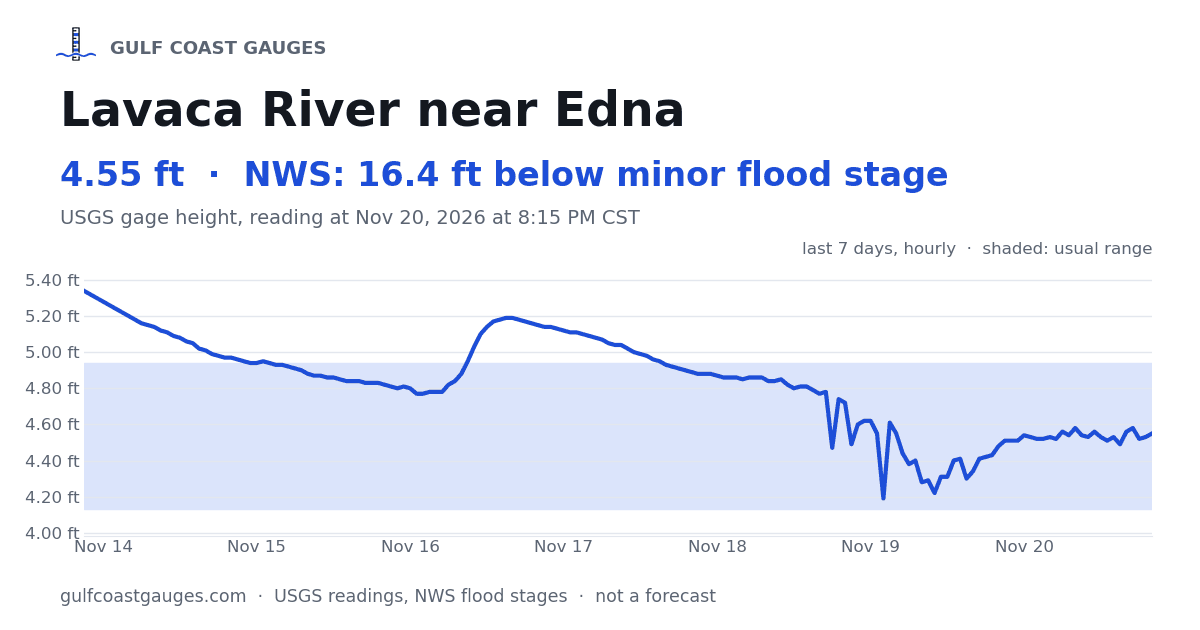 GULF COAST GAUGES
Lavaca River near Edna
4.55 ft · NWS: 16.4 ft below minor flood stage
USGS gage height, reading at Nov 20, 2026 at 8:15 PM CST
last 7 days, hourly · shaded: usual range
5.40 ft
5.20 ft
5.00 ft
4.80 ft
4.60 ft
4.40 ft
4.20 ft
4.00 ft
Nov 14 Nov 15 Nov 16 Nov 17 Nov 18 Nov 19 Nov 20
gulfcoastgauges.com · USGS readings, NWS flood stages · not a forecast